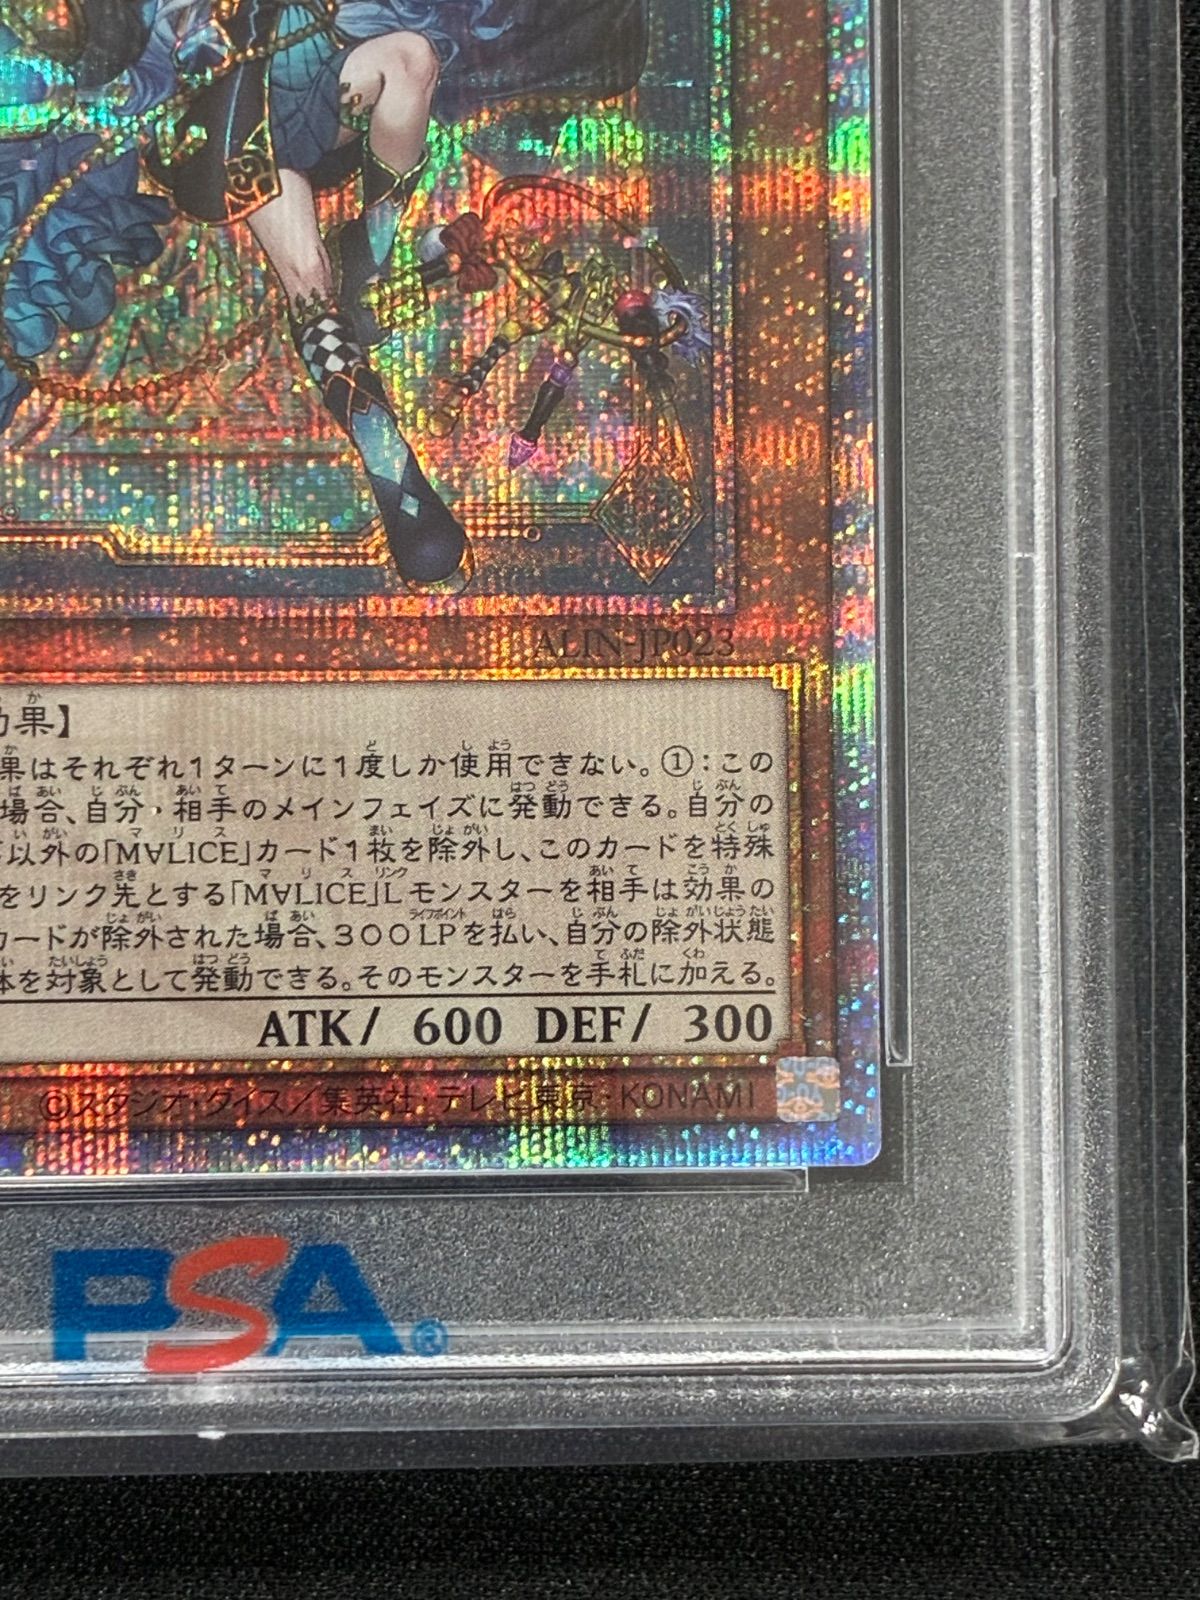 ALIN-JP023
効果】
果はそれぞれ1ターンに1度しか使用できない。①:この
場合、自分・相手のメインフェイズに発動できる。自分の
以外の「M∀LICE」カード1枚を除外し、このカードを特殊
をリンク先とする「M∀LICE」Lモンスターを相手は効果の
カードが除外された場合、300LPを払い、自分の除外状態
体を対象として発動できる。そのモンスターを手札に加える。
ATK/ 600 DEF/ 300
©スタジオ・ダイス／集英社・テレビ東京・KONAMI
PSA®